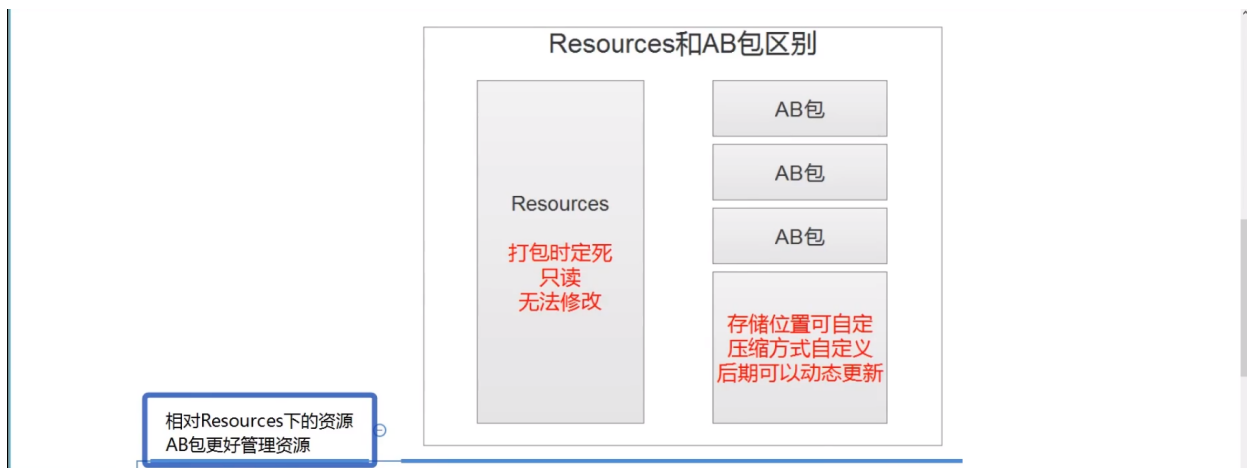 Resources和AB包区别
Resources
打包时定死
只读
无法修改
AB包
AB包
AB包
存储位置可自定
压缩方式自定义
后期可以动态更新
相对Resources下的资源
AB包更好管理资源